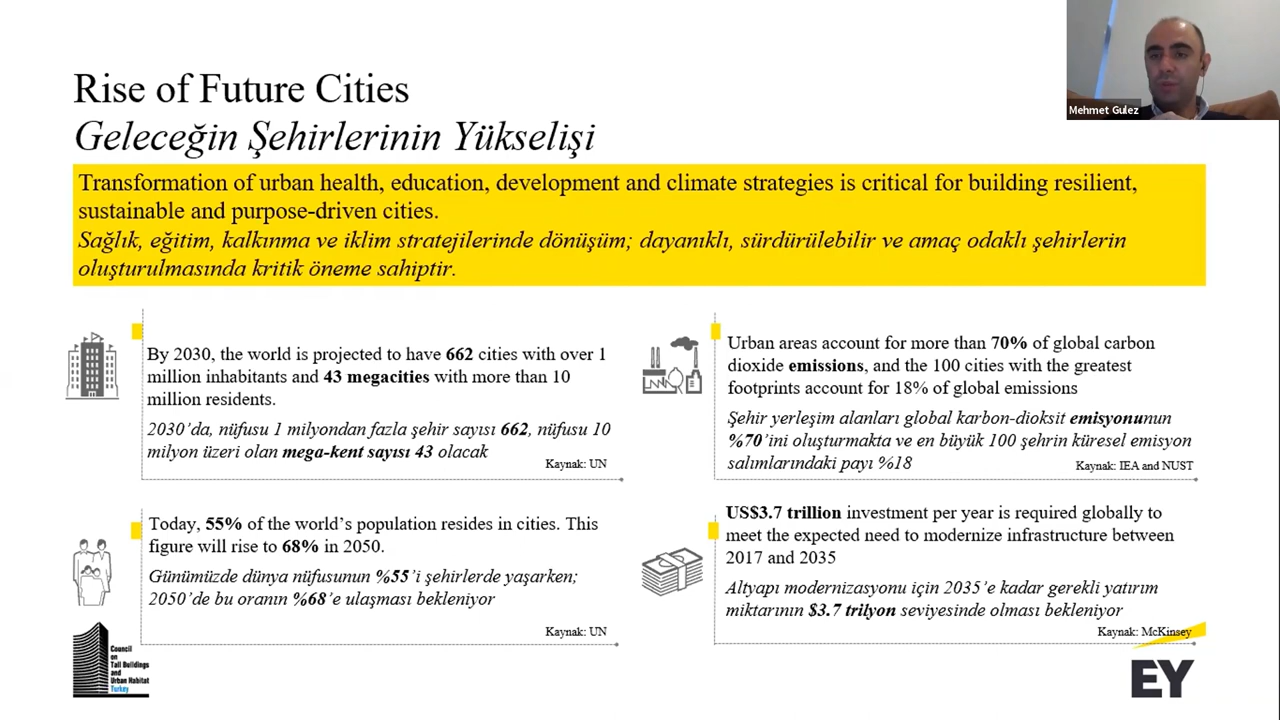 Mehmet Gulez
Rise of Future Cities
Geleceğin Şehirlerinin Yükselişi
Transformation of urban health, education, development and climate strategies is critical for building resilient,
sustainable and purpose-driven cities.
Sağlık, eğitim, kalkınma ve iklim stratejilerinde dönüşüm; dayanıklı, sürdürülebilir ve amaç odaklı şehirlerin
oluşturulmasında kritik öneme sahiptir.
By 2030, the world is projected to have 662 cities with over 1
million inhabitants and 43 megacities with more than 10
million residents.
2030’da, nüfusu 1 milyondan fazla şehir sayısı 662, nüfusu 10
milyon üzeri olan mega-kent sayısı 43 olacak
Kaynak: UN
Urban areas account for more than 70% of global carbon
dioxide emissions, and the 100 cities with the greatest
footprints account for 18% of global emissions
Şehir yerleşim alanları global karbon-dioksit emisyonunun
%70’ini oluşturmakta ve en büyük 100 şehrin küresel emisyon
salımlarındaki payı %18
Kaynak: IEA and NUST
Today, 55% of the world’s population resides in cities. This
figure will rise to 68% in 2050.
Günümüzde dünya nüfusunun %55’i şehirlerde yaşarken;
2050’de bu oranın %68’e ulaşması bekleniyor
Kaynak: UN
US$3.7 trillion investment per year is required globally to
meet the expected need to modernize infrastructure between
2017 and 2035
Altyapı modernizasyonu için 2035’e kadar gerekli yatırım
miktarının $3.7 trilyon seviyesinde olması bekleniyor
Kaynak: McKinsey
Council
on
Tall Buildings
and
Urban Habitat
Turkey
EY